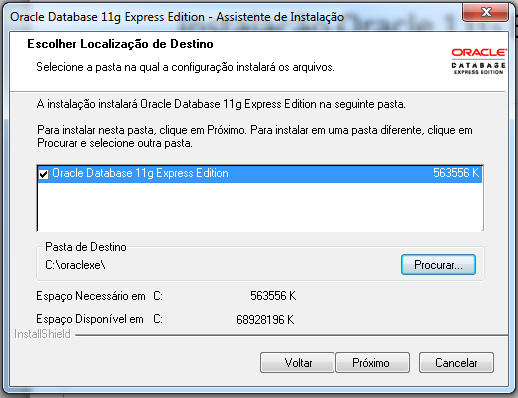 Oracle Database 11g Express Edition - Assistente de Instalação
Escolher Localização de Destino
Selecione a pasta na qual a configuração instalará os arquivos.
ORACLE
DATABASE
EXPRESS EDITION
A instalação instalará Oracle Database 11g Express Edition na seguinte pasta.
Para instalar nesta pasta, clique em Próximo. Para instalar em uma pasta diferente, clique em
Procurar e selecione outra pasta.
Oracle Database 11g Express Edition 563556 K
Pasta de Destino
C:\oraclexe\
Procurar...
Espaço Necessário em C: 563556 K
Espaço Disponível em C: 68928196 K
InstallShield
Voltar Próximo Cancelar